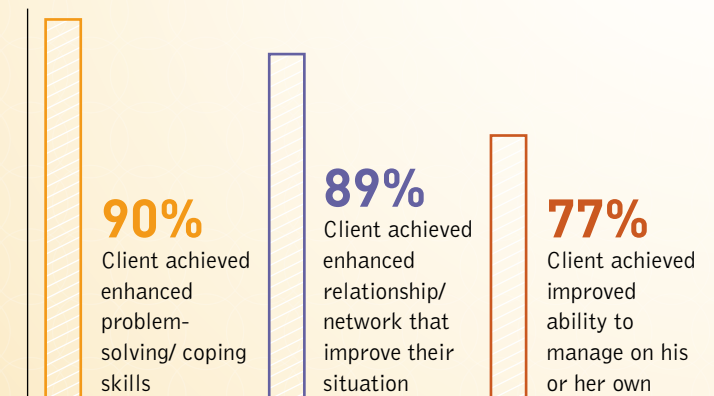 90%
Client achieved
enhanced
problem-
solving/ coping
skills
89%
Client achieved
enhanced
relationship/
network that
improve their
situation
77%
Client achieved
improved
ability to
manage on his
or her own